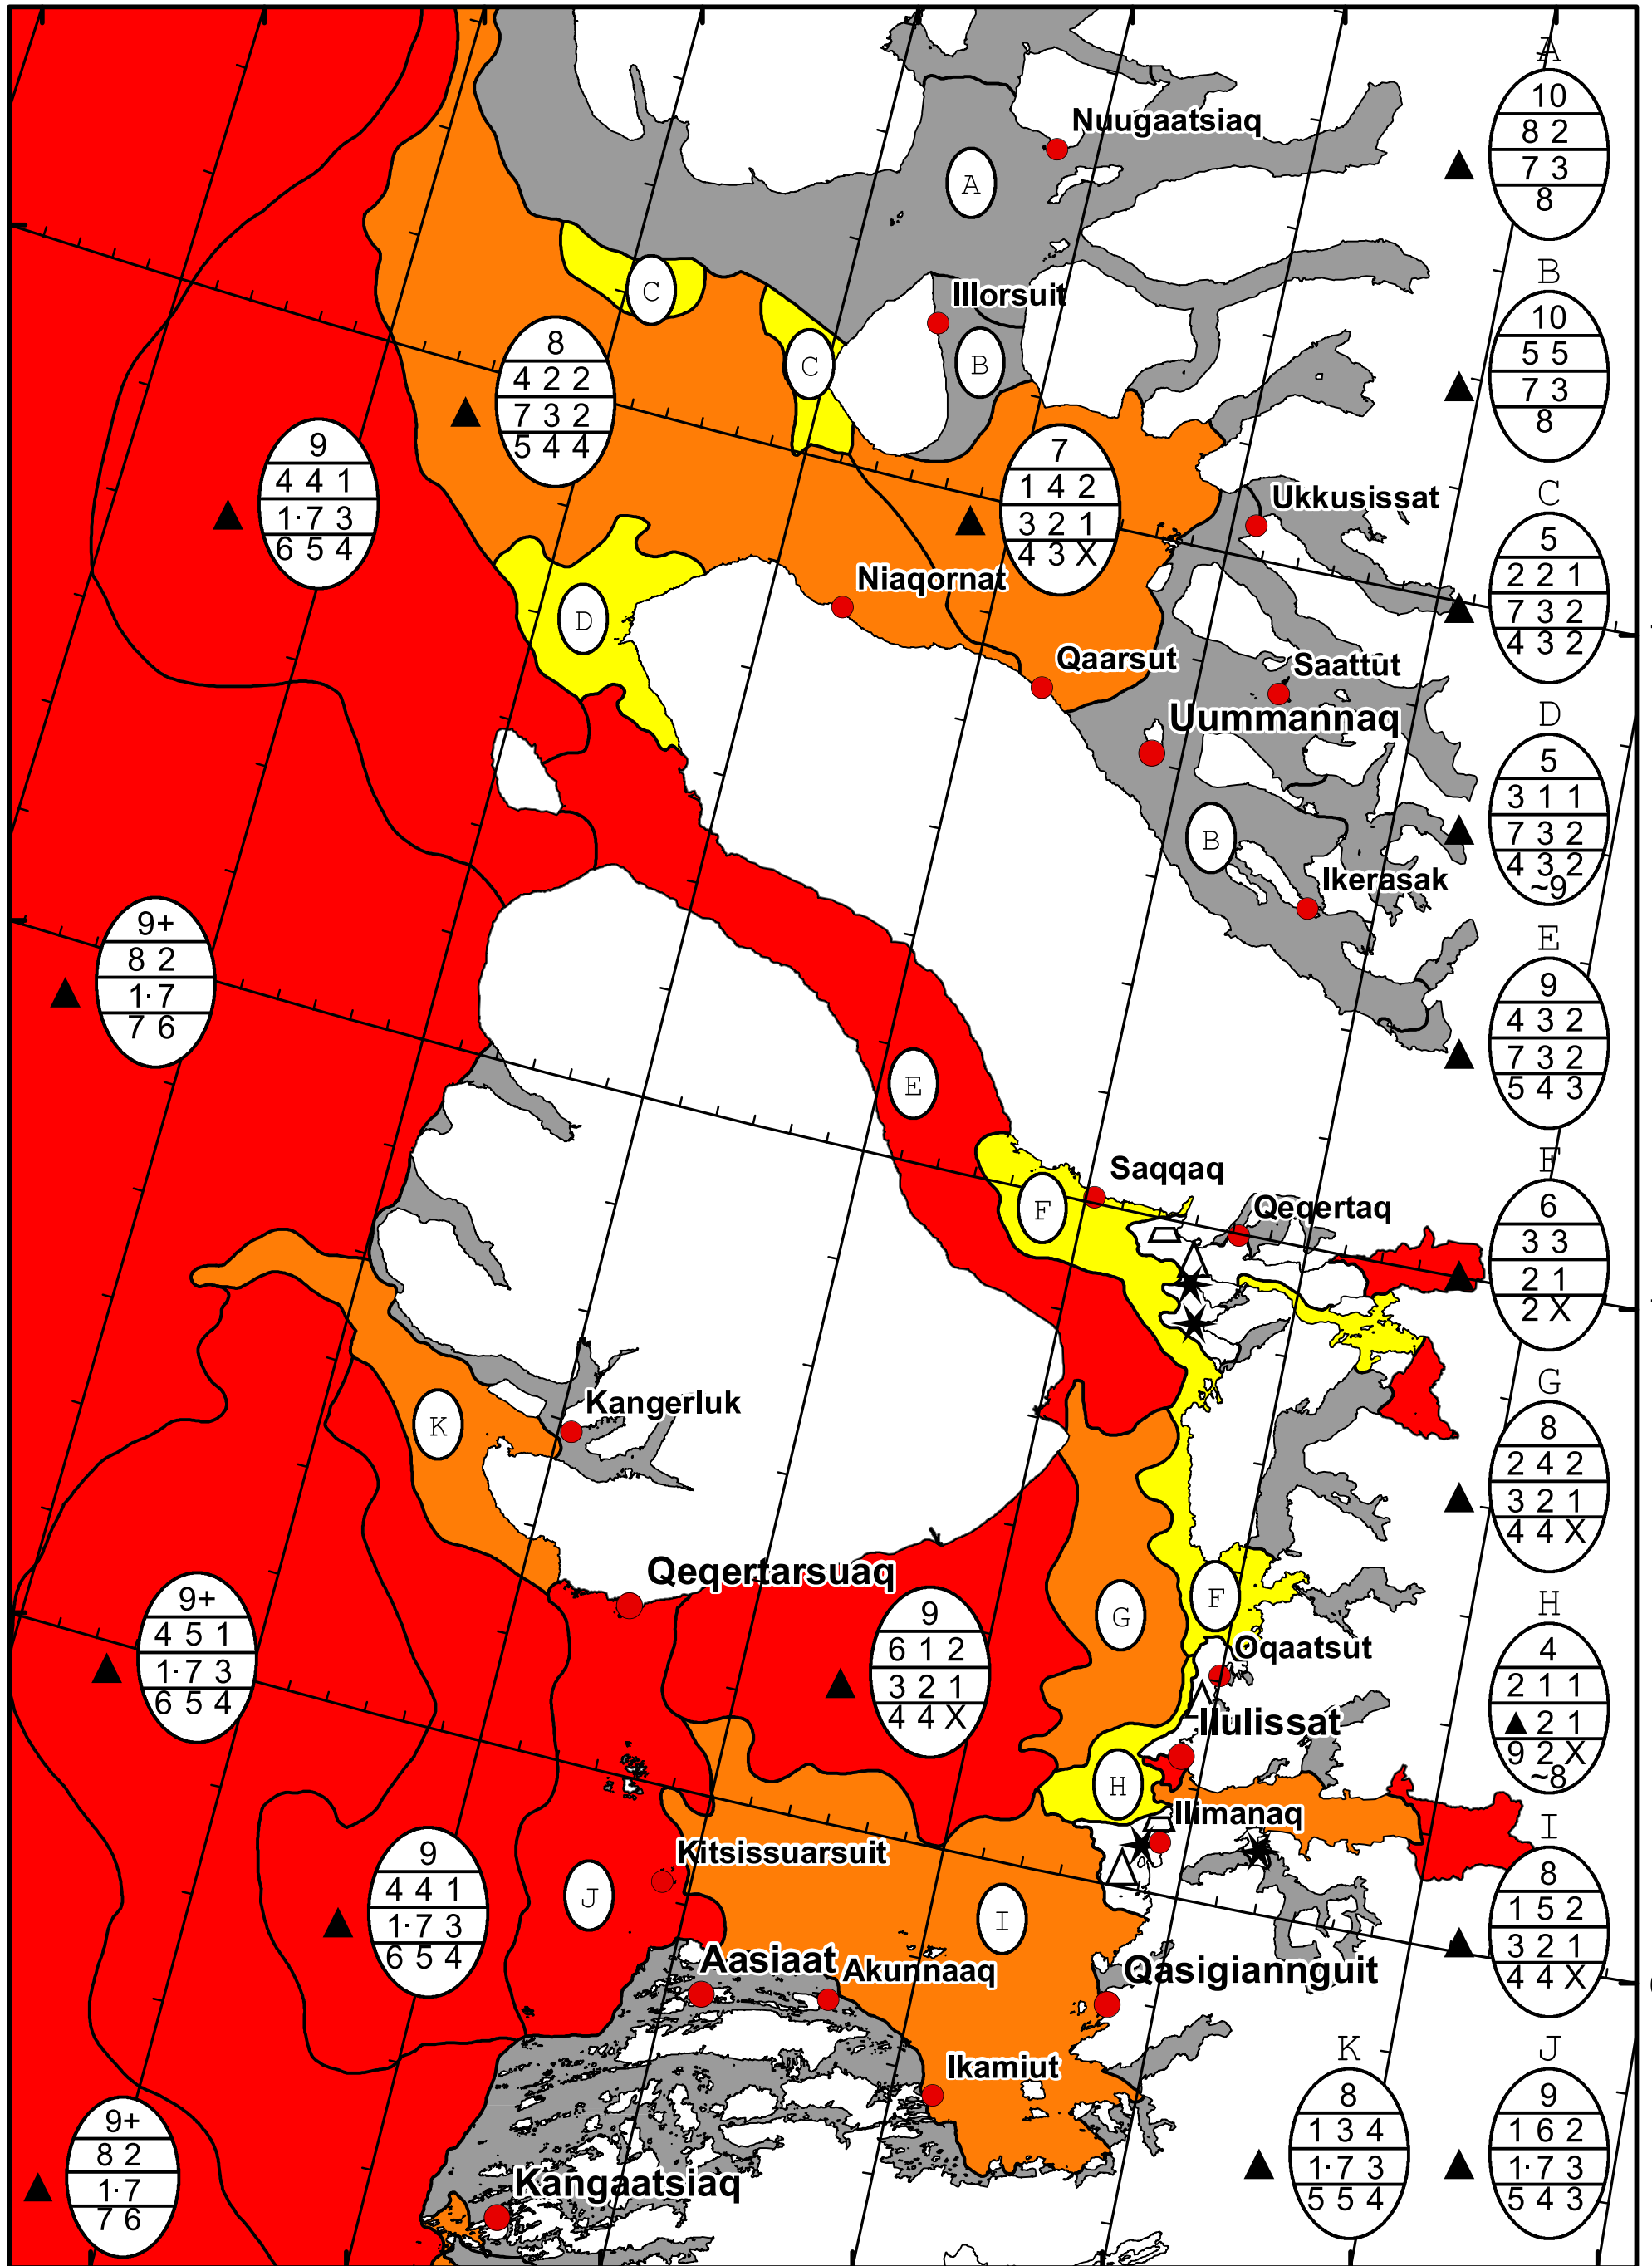 A
10
8 2
7 3
8
Nuugaatsiaq
A
B
10
5 5
7 3
8
C
Illorsuit
B
C
8
4 2 2
7 3 2
5 4 4
9
4 4 1
1· 7 3
6 5 4
7
1 4 2
3 2 1
4 3 X
Ukkusissat
C
5
2 2 1
7 3 2
4 3 2
Niaqornat
D
Qaarsut
Saattut
Uummannaq
D
5
3 1 1
7 3 2
4 3 2
~9
B
Ikerasak
9+
8 2
1· 7
7 6
E
9
4 3 2
7 3 2
5 4 3
E
Saqqaq
F
Qeqertaq
F
6
3 3
2 1
2 X
Kangerluk
K
G
8
2 4 2
3 2 1
4 4 X
Qeqertarsuaq
9+
4 5 1
1· 7 3
6 5 4
9
6 1 2
3 2 1
4 4 X
G
F
Oqaatsut
Ilulissat
H
4
2 1 1
▲ 2 1
9 2 X
~8
H
Ilimanaq
Kitsissuarsuit
9
4 4 1
1· 7 3
6 5 4
J
I
I
8
1 5 2
3 2 1
4 4 X
Aasiaat
Akunnaaq
Qasigiannguit
Ikamiut
K
8
1 3 4
1· 7 3
5 5 4
J
9
1 6 2
1· 7 3
5 4 3
9+
8 2
1· 7
7 6
Kangaatsiaq